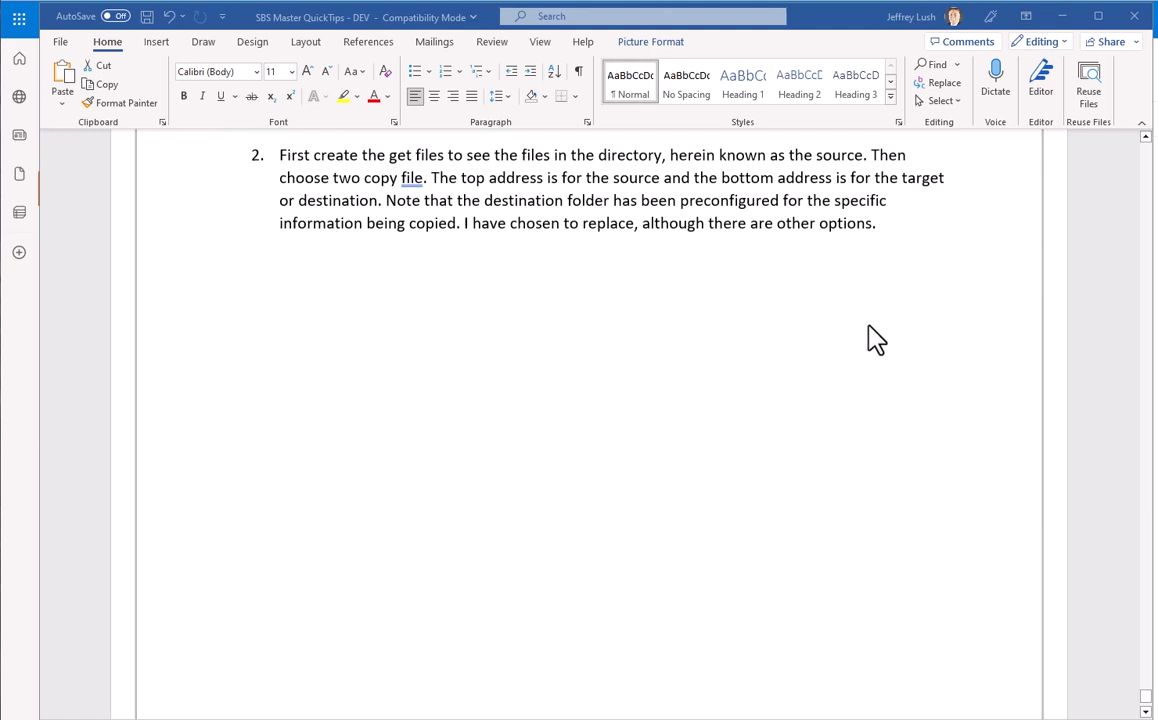 AutoSave Off SBS Master QuickTips - DEV - Compatibility Mode Search Jeffrey Lush
File Home Insert Draw Design Layout References Mailings Review View Help Picture Format Comments Editing Share
Paste Cut Copy Format Painter Clipboard
Calibri (Body) 11 Aa B I U ab x₂ x² A A Font
Paragraph
AaBbCcDc AaBbCcDc AaBbCc AaBbCcD AaBbCcD
¶ Normal No Spacing Heading 1 Heading 2 Heading 3
Styles
Find Replace Select Editing
Dictate Voice
Editor Editor
Reuse Files Reuse Files
2. First create the get files to see the files in the directory, herein known as the source. Then
choose two copy file. The top address is for the source and the bottom address is for the target
or destination. Note that the destination folder has been preconfigured for the specific
information being copied. I have chosen to replace, although there are other options.